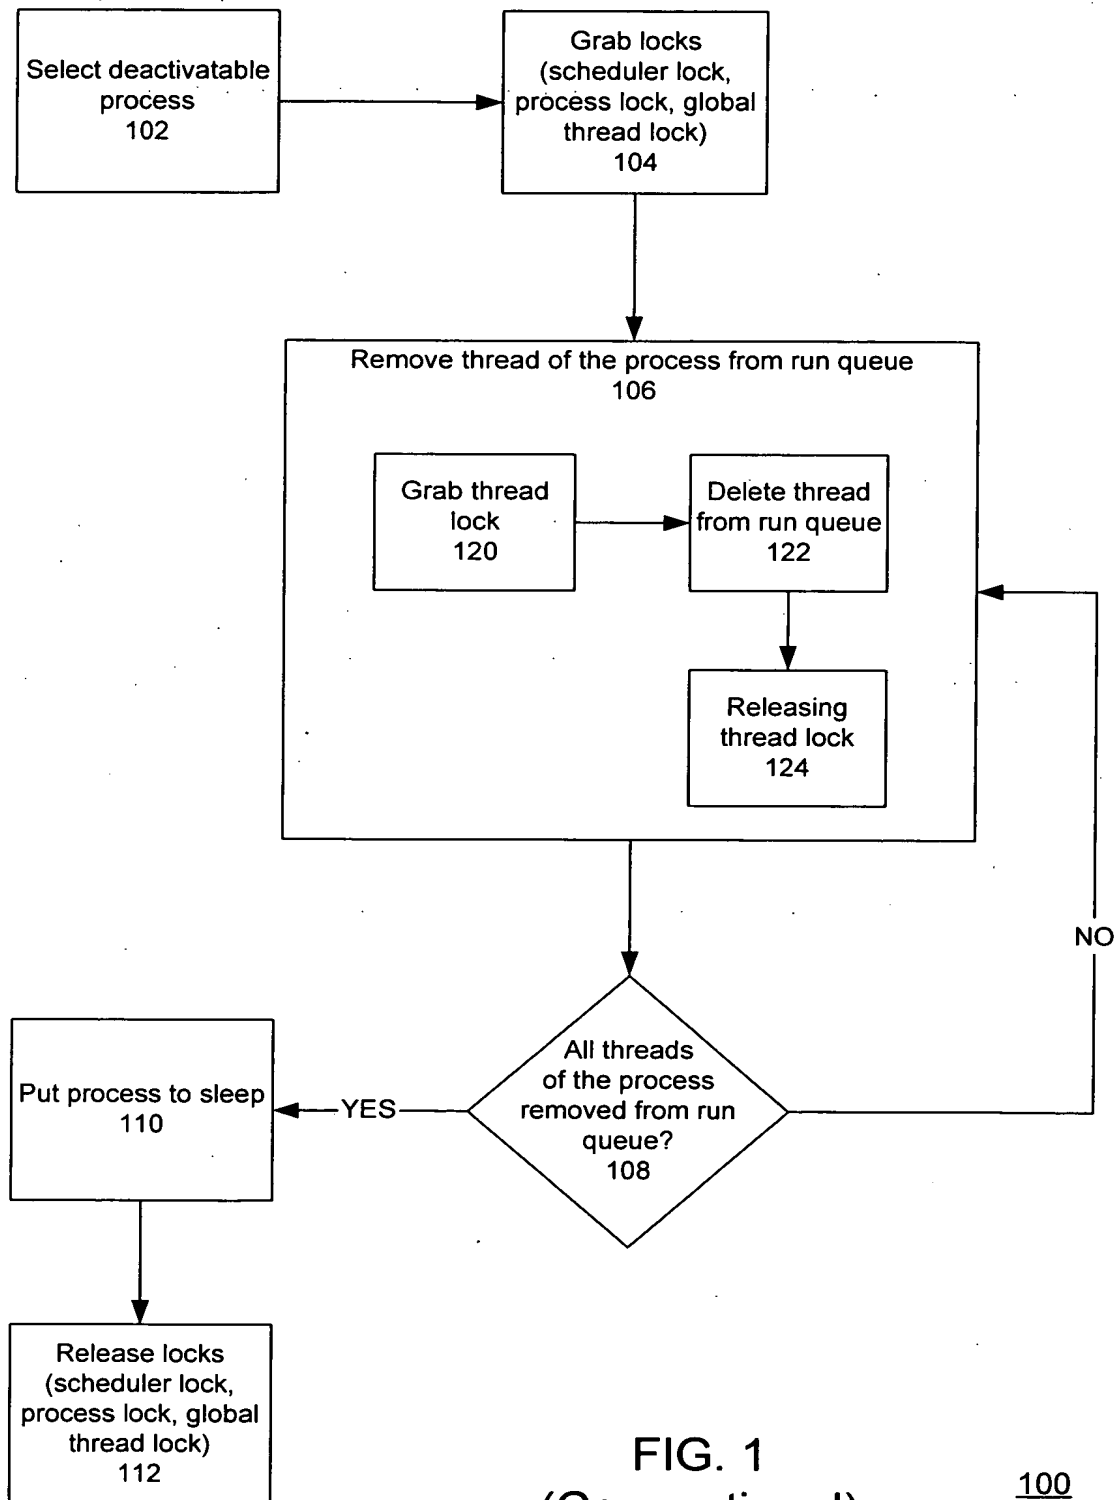 Select deactivatable
process
102
Grab locks
(scheduler lock,
process lock, global
thread lock)
104
Remove thread of the process from run queue
106
Grab thread
lock
120
Delete thread
from run queue
122
Releasing
thread lock
124
NO
All threads
of the process
removed from run
queue?
108
YES
Put process to sleep
110
Release locks
(scheduler lock,
process lock, global
thread lock)
112
FIG. 1
100